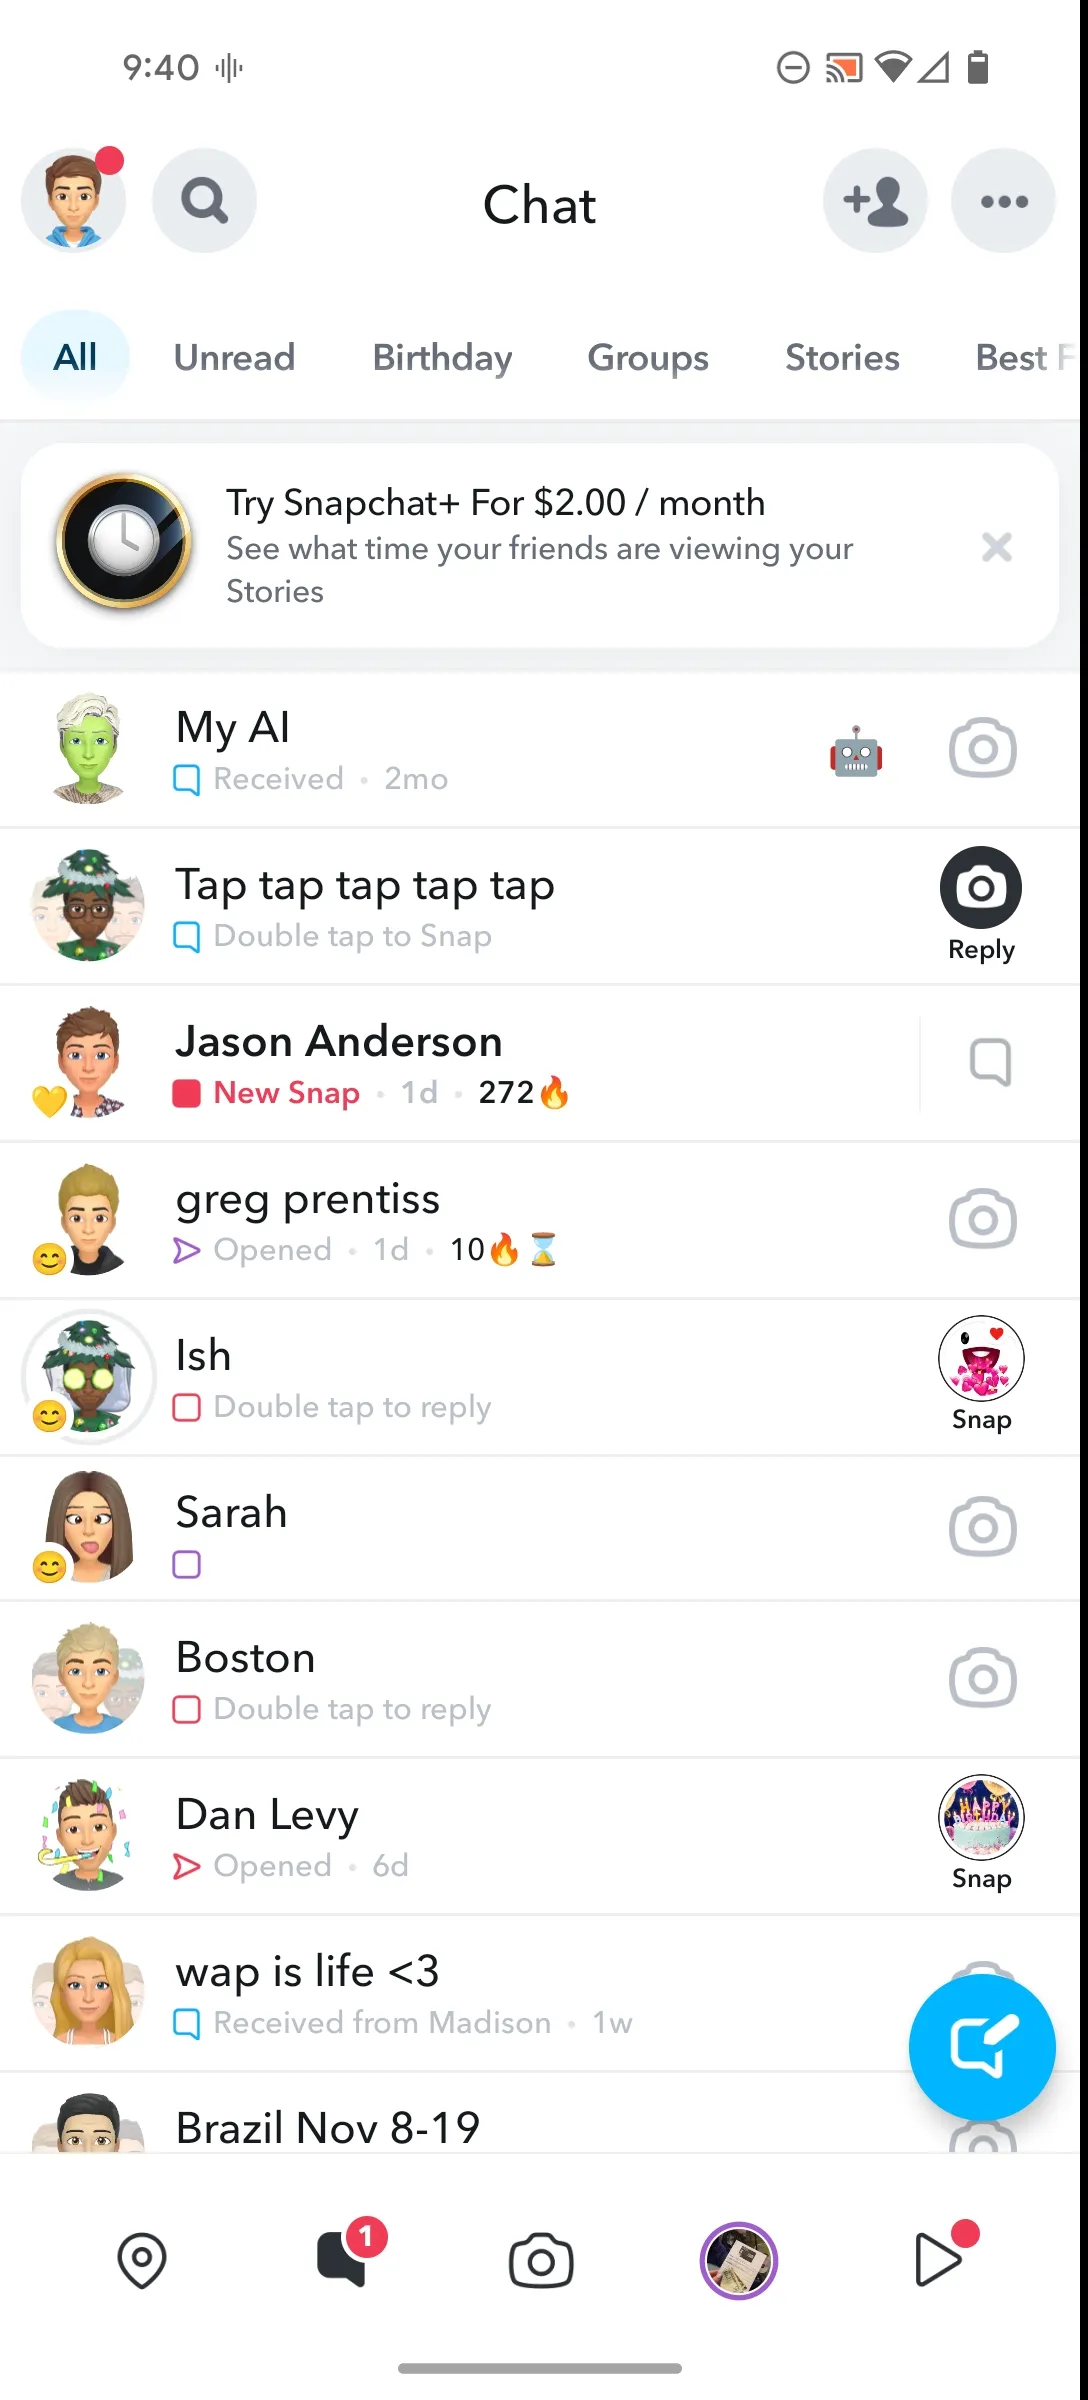 9:40
Chat
All Unread Birthday Groups Stories Best F
Try Snapchat+ For $2.00 / month
See what time your friends are viewing your
Stories
My AI
Received • 2mo
Tap tap tap tap tap
Double tap to Snap
Reply
Jason Anderson
New Snap • 1d • 272🔥
greg prentiss
Opened • 1d • 10🔥⌛
Ish
Double tap to reply
Snap
Sarah
Boston
Double tap to reply
Dan Levy
Opened • 6d
HAPPY
BIRTHDAY
Snap
wap is life <3
Received from Madison • 1w
Brazil Nov 8-19
1